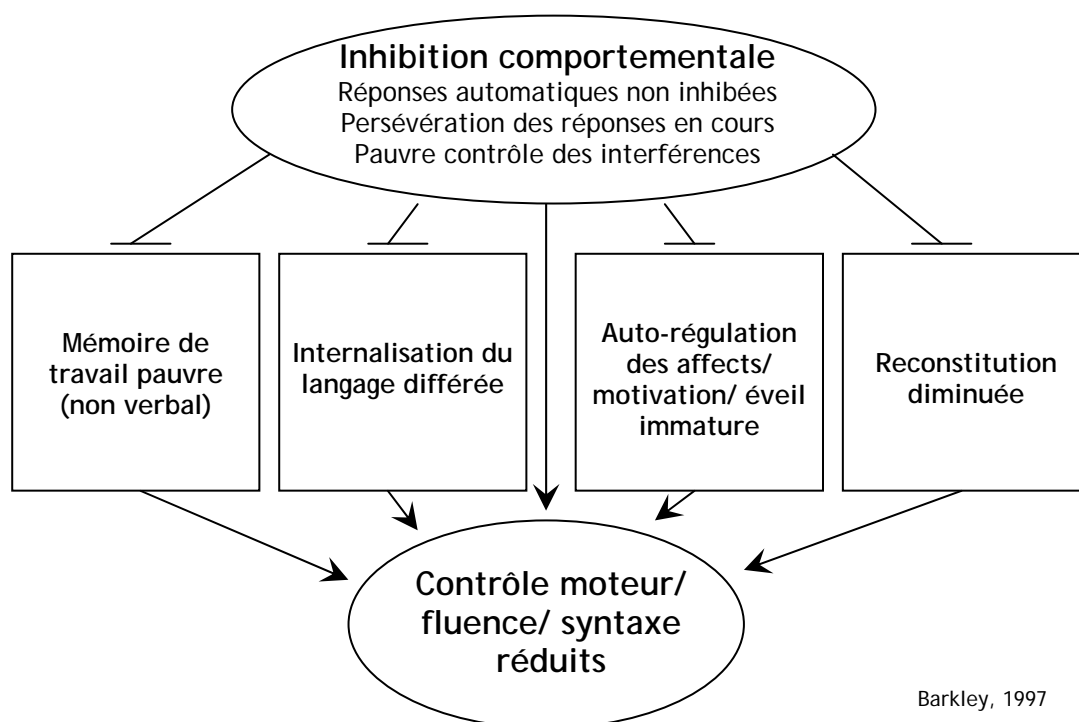 Inhibition comportementale
Réponses automatiques non inhibées
Persévération des réponses en cours
Pauvre contrôle des interférences
Mémoire de
travail pauvre
(non verbal)
Internalisation du
langage différée
Auto-régulation
des affects/
motivation/ éveil
immature
Reconstitution
diminuée
Contrôle moteur/
fluence/ syntaxe
réduits
Barkley, 1997